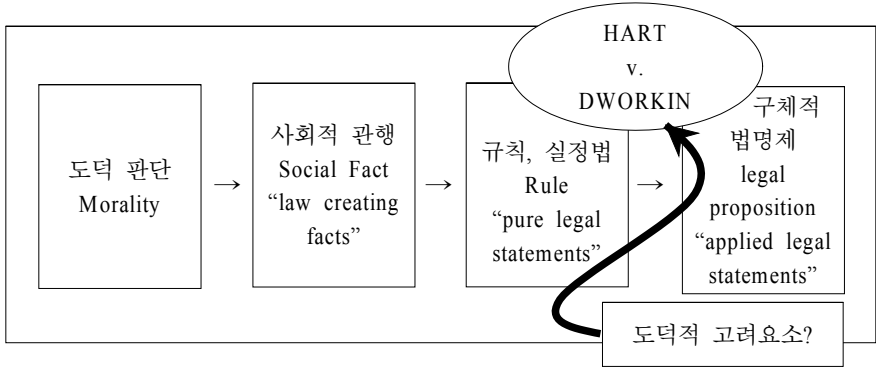 HART
v.
DWORKIN
도덕 판단
Morality
→
사회적 관행
Social Fact
“law creating
facts”
→
규칙, 실정법
Rule
“pure legal
statements”
→
구체적
법명제
legal
proposition
“applied legal
statements”
도덕적 고려요소?